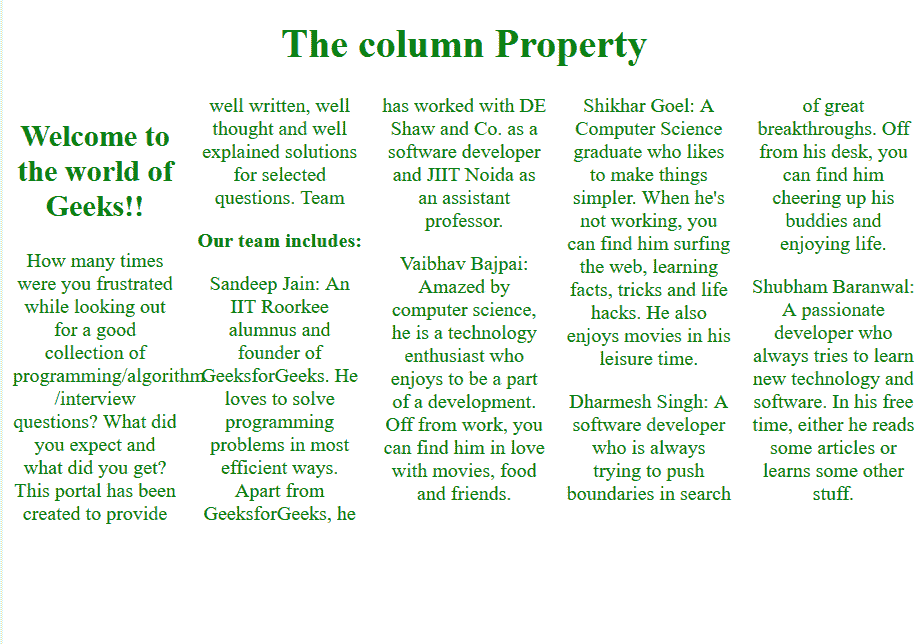 The column Property
Welcome to
the world of
Geeks!!
How many times
were you frustrated
while looking out
for a good
collection of
programming/algorithm
/interview
questions? What did
you expect and
what did you get?
This portal has been
created to provide
well written, well
thought and well
explained solutions
for selected
questions. Team
Our team includes:
Sandeep Jain: An
IIT Roorkee
alumnus and
founder of
GeeksforGeeks. He
loves to solve
programming
problems in most
efficient ways.
Apart from
GeeksforGeeks, he
has worked with DE
Shaw and Co. as a
software developer
and JIIT Noida as
an assistant
professor.
Vaibhav Bajpai:
Amazed by
computer science,
he is a technology
enthusiast who
enjoys to be a part
of a development.
Off from work, you
can find him in love
with movies, food
and friends.
Shikhar Goel: A
Computer Science
graduate who likes
to make things
simpler. When he's
not working, you
can find him surfing
the web, learning
facts, tricks and life
hacks. He also
enjoys movies in his
leisure time.
Dharmesh Singh: A
software developer
who is always
trying to push
boundaries in search
of great
breakthroughs. Off
from his desk, you
can find him
cheering up his
buddies and
enjoying life.
Shubham Baranwal:
A passionate
developer who
always tries to learn
new technology and
software. In his free
time, either he reads
some articles or
learns some other
stuff.